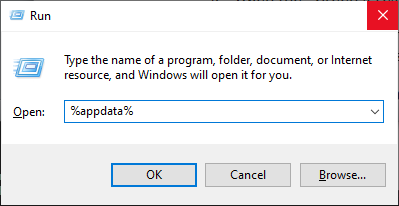 Run
Type the name of a program, folder, document, or Internet
resource, and Windows will open it for you.
Open:
%appdata%
OK
Cancel
Browse...